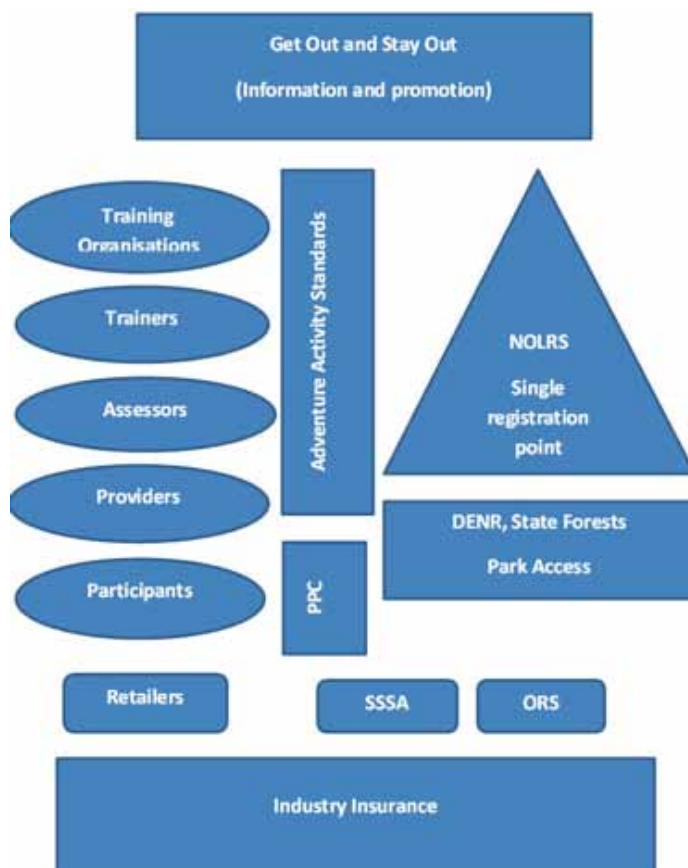 Get Out and Stay Out
(Information and promotion)
Training
Organisations
Trainers
Assessors
Providers
Participants
Adventure Activity Standards
PPC
NOLRS
Single
registration
point
DENR, State Forests
Park Access
Retailers
SSSA
ORS
Industry Insurance